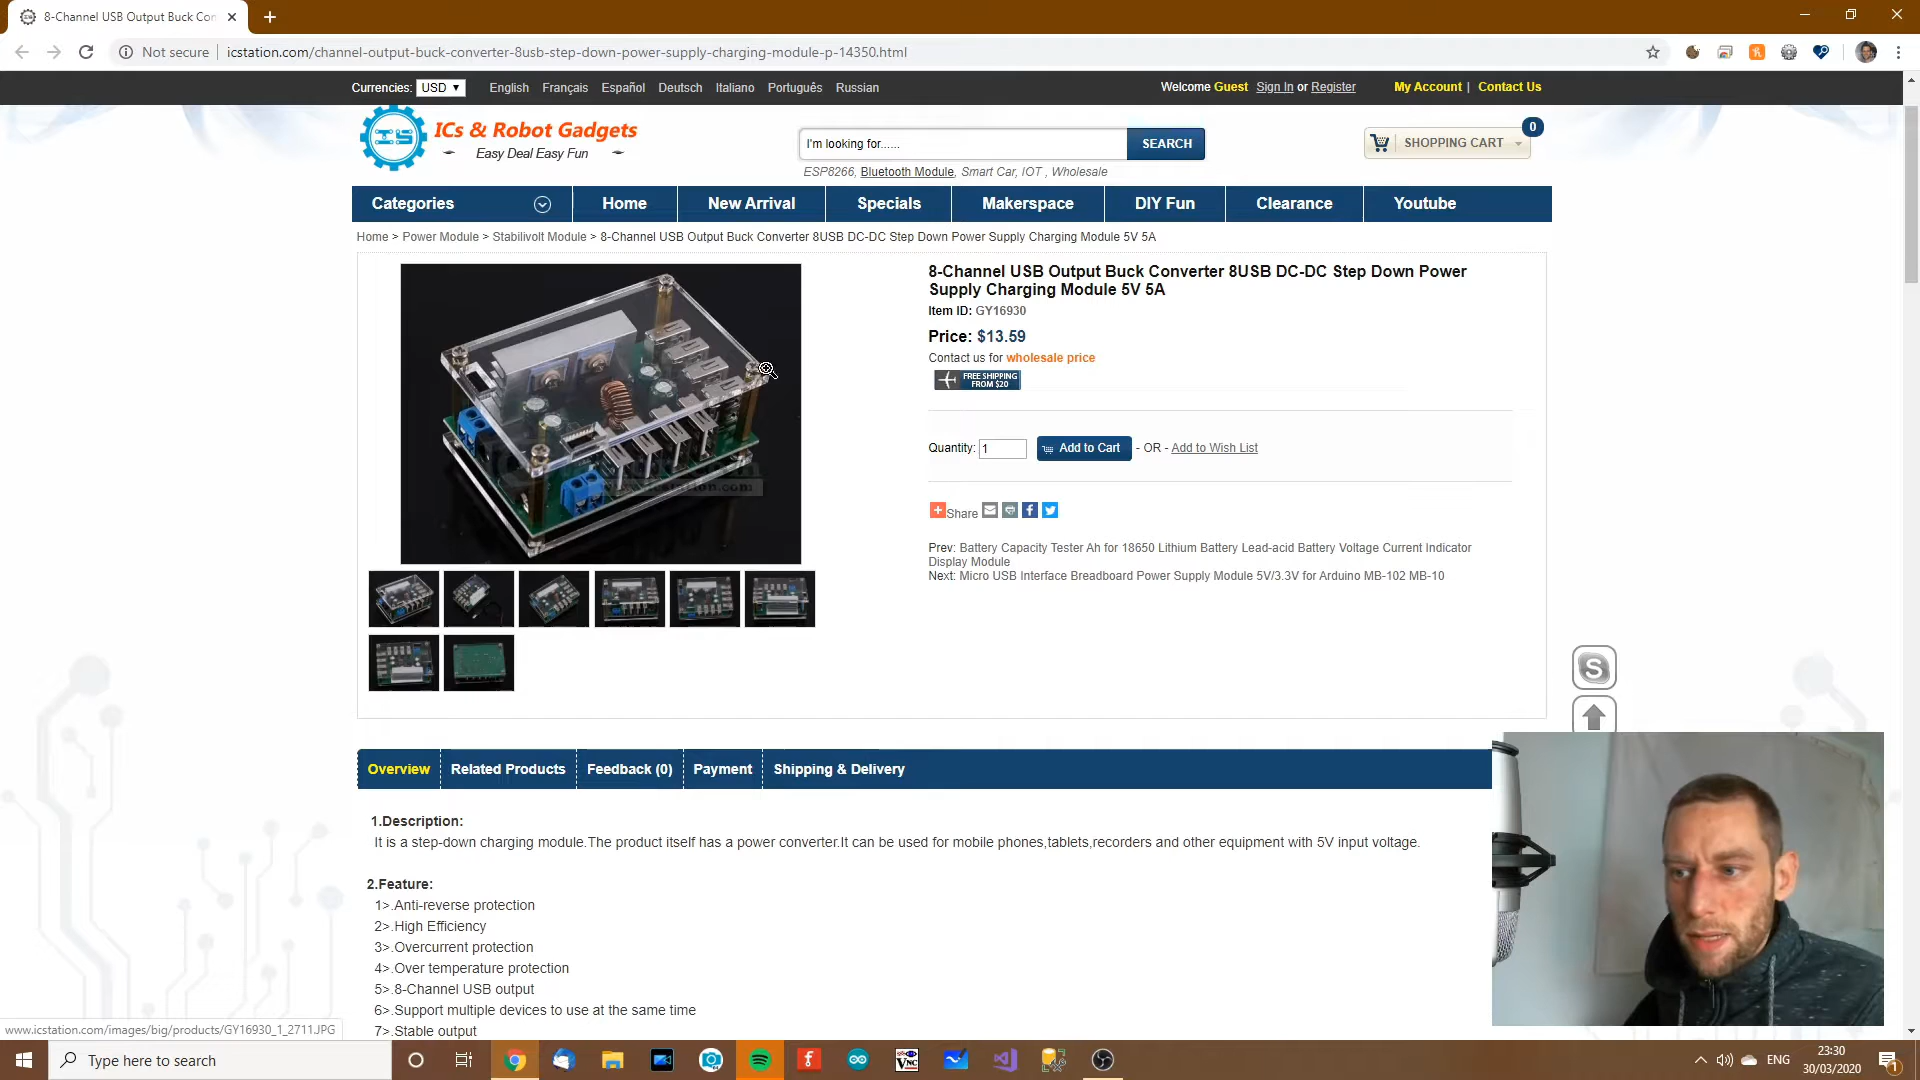 8-Channel USB Output Buck Con
Not secure
icstation.com/channel-output-buck-converter-8usb-step-down-power-supply-charging-module-p-14350.html
Currencies: USD English Français Español Deutsch Italiano Português Russian
Welcome Guest Sign In or Register
My Account | Contact Us
ICs & Robot Gadgets
Easy Deal Easy Fun
I'm looking for......
SEARCH
ESP8266, Bluetooth Module, Smart Car, IOT , Wholesale
SHOPPING CART
0
Categories Home New Arrival Specials Makerspace DIY Fun Clearance Youtube
Home > Power Module > Stabilivolt Module > 8-Channel USB Output Buck Converter 8USB DC-DC Step Down Power Supply Charging Module 5V 5A
8-Channel USB Output Buck Converter 8USB DC-DC Step Down Power
Supply Charging Module 5V 5A
Item ID: GY16930
Price: $13.59
Contact us for wholesale price
FREE SHIPPING
FROM $20
Quantity: 1 Add to Cart - OR - Add to Wish List
Share
Prev: Battery Capacity Tester Ah for 18650 Lithium Battery Lead-acid Battery Voltage Current Indicator
Display Module
Next: Micro USB Interface Breadboard Power Supply Module 5V/3.3V for Arduino MB-102 MB-10
Overview Related Products Feedback (0) Payment Shipping & Delivery
1.Description:
It is a step-down charging module.The product itself has a power converter.It can be used for mobile phones,tablets,recorders and other equipment with 5V input voltage.
2.Feature:
1>.Anti-reverse protection
2>.High Efficiency
3>.Overcurrent protection
4>.Over temperature protection
5>.8-Channel USB output
6>.Support multiple devices to use at the same time
7>.Stable output
www.icstation.com/images/big/products/GY16930_1_2711.JPG
Type here to search
ENG
23:30
30/03/2020